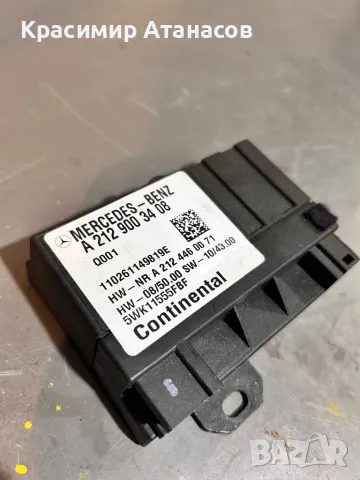 Красимир Атанасов
MERCEDES-BENZ
A 212 900 34 08
Q001
110261149819E
HW-NR A 212 446 00 71
HW-08/50.00 SW-10/43.00
5WK11555FBF
Continental
BAZAR